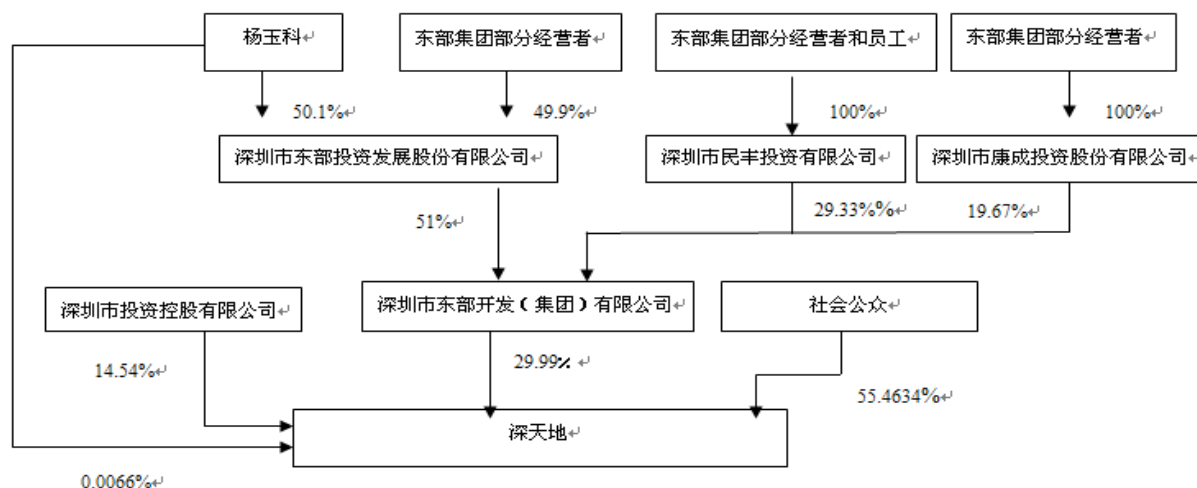 杨玉科↵
东部集团部分经营者↵
东部集团部分经营者和员工↵
东部集团部分经营者↵
50.1%↵
49.9%↵
100%↵
100%↵
深圳市东部投资发展股份有限公司↵
深圳市民丰投资有限公司↵
深圳市康成投资股份有限公司↵
51%↵
29.33%%↵
19.67%↵
深圳市投资控股有限公司↵
深圳市东部开发（集团）有限公司↵
社会公众↵
14.54%↵
29.99% ↵
55.4634%↵
深天地↵
0.0066%↵